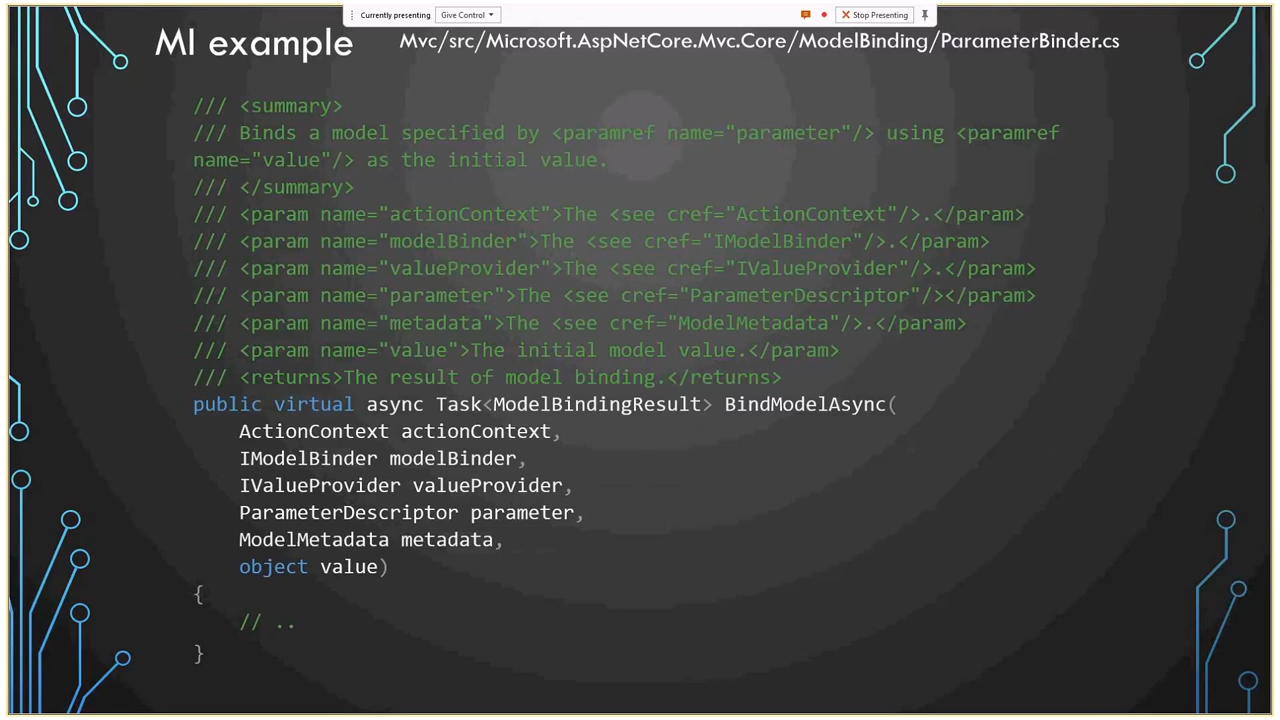 Currently presenting Give Control Stop Presenting
MI example Mvc/src/Microsoft.AspNetCore.Mvc.Core/ModelBinding/ParameterBinder.cs
/// <summary>
/// Binds a model specified by <paramref name="parameter"/> using <paramref
name="value"/> as the initial value.
/// </summary>
/// <param name="actionContext">The <see cref="ActionContext"/>.</param>
/// <param name="modelBinder">The <see cref="IModelBinder"/>.</param>
/// <param name="valueProvider">The <see cref="IValueProvider"/>.</param>
/// <param name="parameter">The <see cref="ParameterDescriptor"/></param>
/// <param name="metadata">The <see cref="ModelMetadata"/>.</param>
/// <param name="value">The initial model value.</param>
/// <returns>The result of model binding.</returns>
public virtual async Task<ModelBindingResult> BindModelAsync(
ActionContext actionContext,
IModelBinder modelBinder,
IValueProvider valueProvider,
ParameterDescriptor parameter,
ModelMetadata metadata,
object value)
{
// ..
}